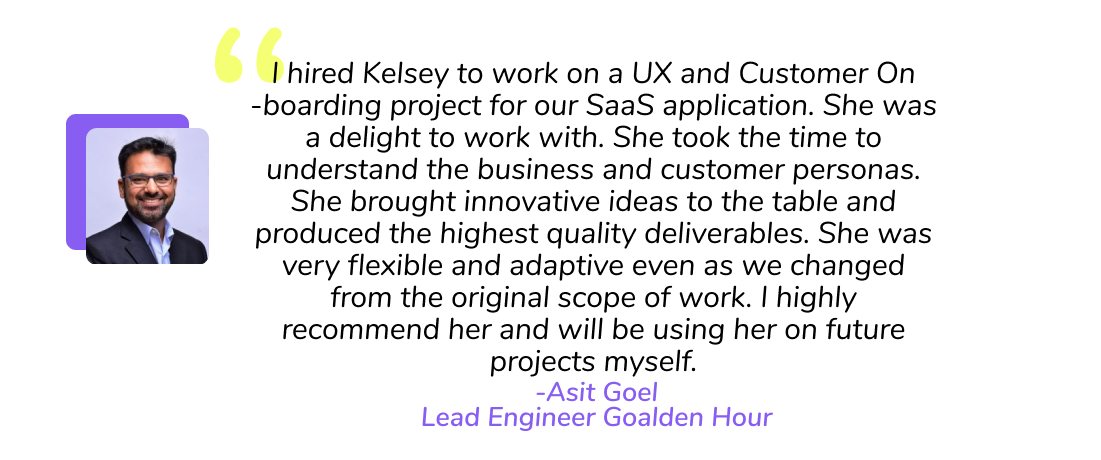 “
I hired Kelsey to work on a UX and Customer On
-boarding project for our SaaS application. She was
a delight to work with. She took the time to
understand the business and customer personas.
She brought innovative ideas to the table and
produced the highest quality deliverables. She was
very flexible and adaptive even as we changed
from the original scope of work. I highly
recommend her and will be using her on future
projects myself.
-Asit Goel
Lead Engineer Goalden Hour